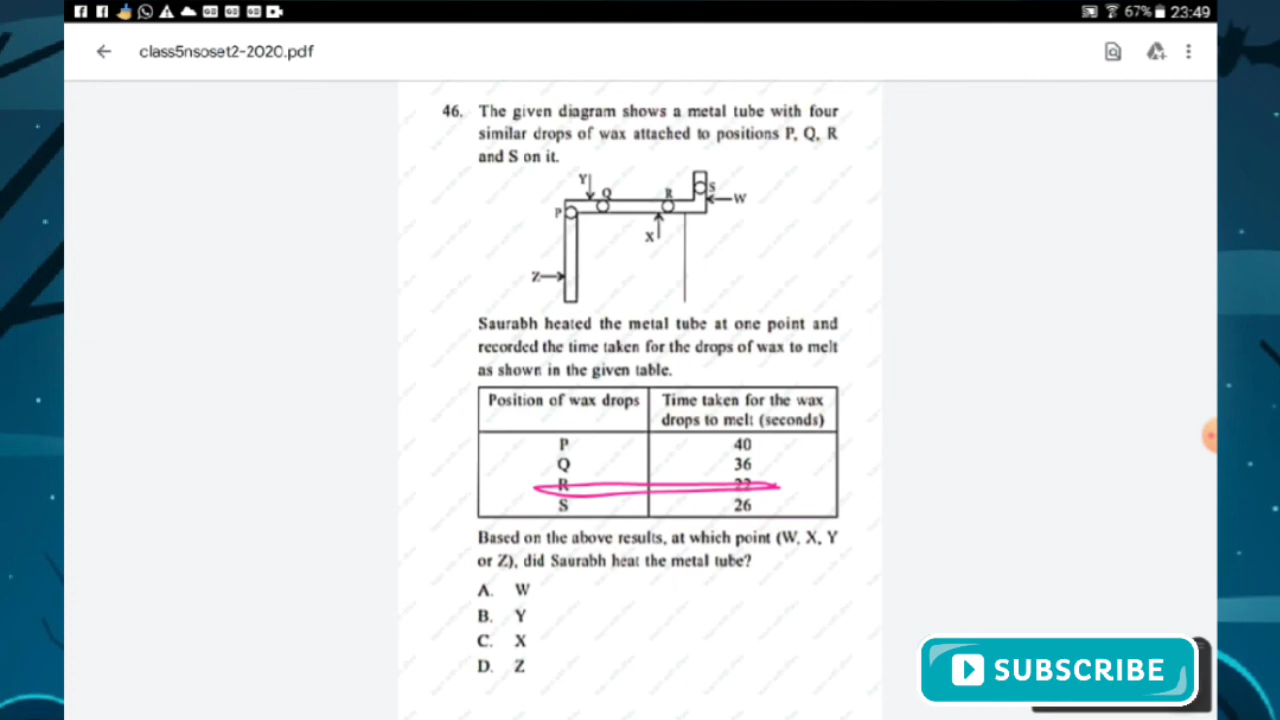 67% 23:49
class5nsoset2-2020.pdf
46. The given diagram shows a metal tube with four
similar drops of wax attached to positions P, Q, R
and S on it.
Y
Q
R
S
W
P
X
Z
Saurabh heated the metal tube at one point and
recorded the time taken for the drops of wax to melt
as shown in the given table.
Position of wax drops Time taken for the wax
drops to melt (seconds)
P 40
Q 36
R 22
S 26
Based on the above results, at which point (W, X, Y
or Z), did Saurabh heat the metal tube?
A. W
B. Y
C. X
D. Z
SUBSCRIBE